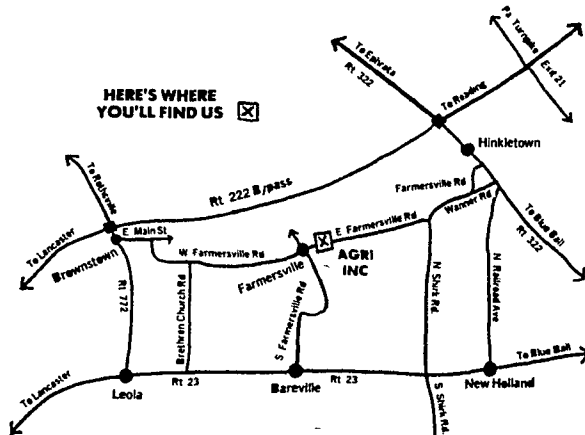 Pa Turnpike
Exit 21
To Ephrata
Rt 322
To Reading
HERE'S WHERE
YOU'LL FIND US
Hinkletown
To Rothsville
Rt 222 Bypass
Farmersville Rd
Wanner Rd
To Blue Ball
Rt 322
To Lancaster
E Main St
Brownstown
W Farmersville Rd
E Farmersville Rd
AGRI
INC
Farmersville
Rt 772
Brethren Church Rd
S Farmersville Rd
N Shirk Rd
N Railroad Ave
To Blue Ball
To Lancaster
Leola
Rt 23
Bareville
Rt 23
New Holland
S Shirk Rd